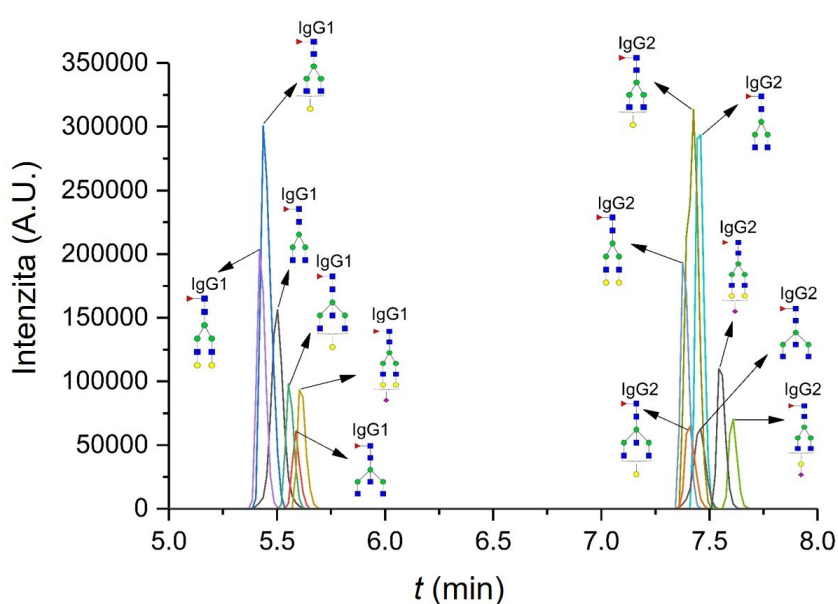 IgG1
IgG2
IgG2
350000
300000
250000
200000
150000
100000
50000
0
IgG1
IgG1
IgG1
IgG1
IgG1
IgG2
IgG2
IgG2
IgG2
IgG2
5.0
5.5
6.0
6.5
7.0
7.5
8.0
Intenzita (A.U.)
t (min)